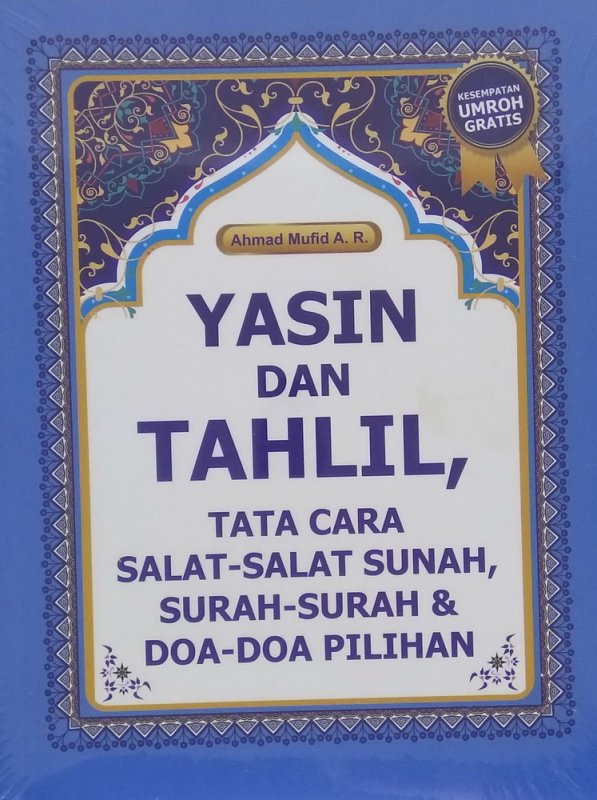 KESEMPATAN
UMROH
GRATIS
Ahmad Mufid A. R.
YASIN
DAN
TAHLIL,
TATA CARA
SALAT-SALAT SUNAH,
SURAH-SURAH &
DOA-DOA PILIHAN